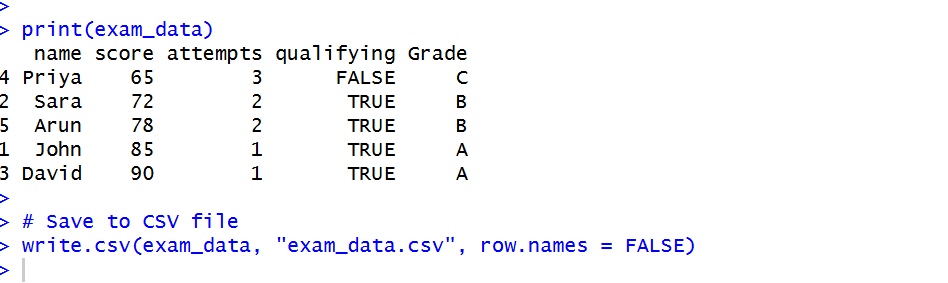 >
> print(exam_data)
name score attempts qualifying Grade
4 Priya 65 3 FALSE C
2 Sara 72 2 TRUE B
5 Arun 78 2 TRUE B
1 John 85 1 TRUE A
3 David 90 1 TRUE A
>
> # Save to CSV file
> write.csv(exam_data, "exam_data.csv", row.names = FALSE)
>